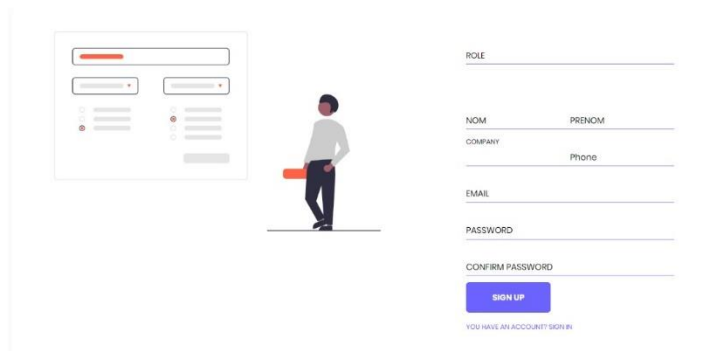 ROLE
NOM PRENOM
COMPANY
Phone
EMAIL
PASSWORD
CONFIRM PASSWORD
SIGN UP
YOU HAVE AN ACCOUNT? SIGN IN